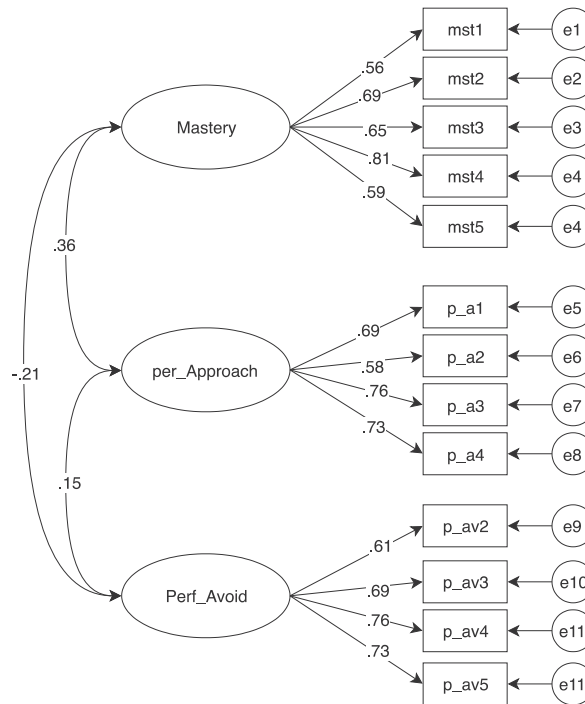 mst1
e1
.56
mst2
e2
.69
Mastery
.65
mst3
e3
.81
mst4
e4
.59
mst5
e4
.36
p_a1
e5
.69
p_a2
e6
.58
per_Approach
-.21
.76
p_a3
e7
.73
p_a4
e8
.15
p_av2
e9
.61
p_av3
e10
.69
Perf_Avoid
.76
p_av4
e11
.73
p_av5
e11